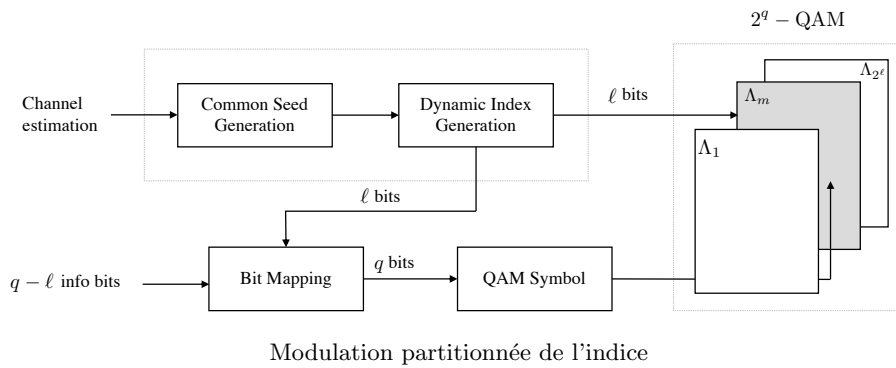 2^q − QAM
Channel
estimation
Common Seed
Generation
Dynamic Index
Generation
ℓ bits
Λ_1
Λ_m
Λ_{2^ℓ}
ℓ bits
q − ℓ info bits
Bit Mapping
q bits
QAM Symbol
Modulation partitionnée de l'indice